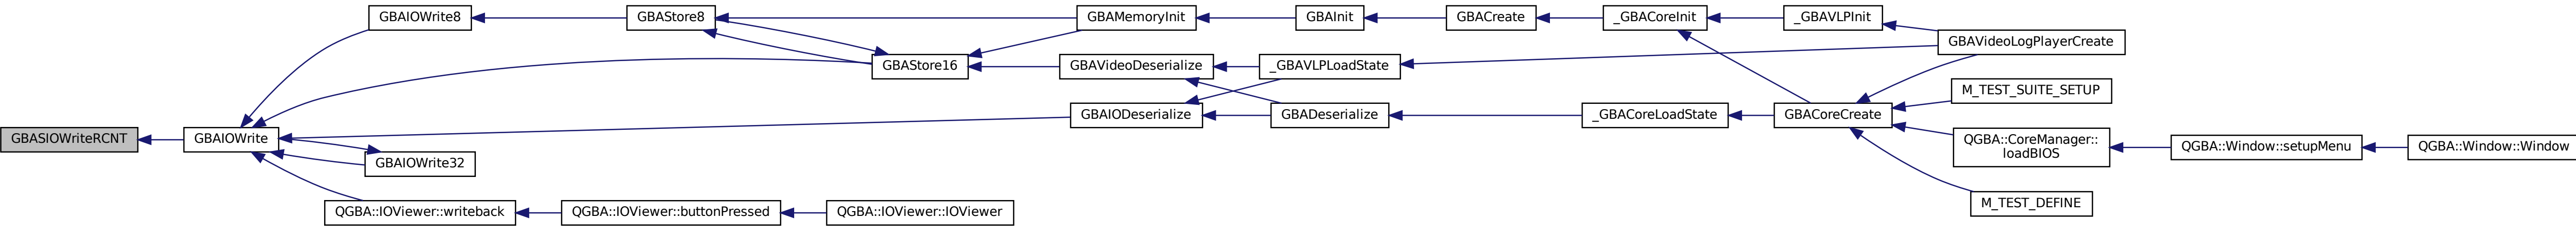 GBAIOWrite8
GBAStore8
GBAMemoryInit
GBAInit
GBACreate
_GBACoreInit
_GBAVLPInit
GBAVideoLogPlayerCreate
GBAStore16
GBAVideoDeserialize
_GBAVLPLoadState
M_TEST_SUITE_SETUP
GBAIODeserialize
GBADeserialize
_GBACoreLoadState
GBACoreCreate
GBASIOWriteRCNT
GBAIOWrite
QGBA::CoreManager::
loadBIOS
QGBA::Window::setupMenu
QGBA::Window::Window
GBAIOWrite32
M_TEST_DEFINE
QGBA::IOViewer::writeback
QGBA::IOViewer::buttonPressed
QGBA::IOViewer::IOViewer